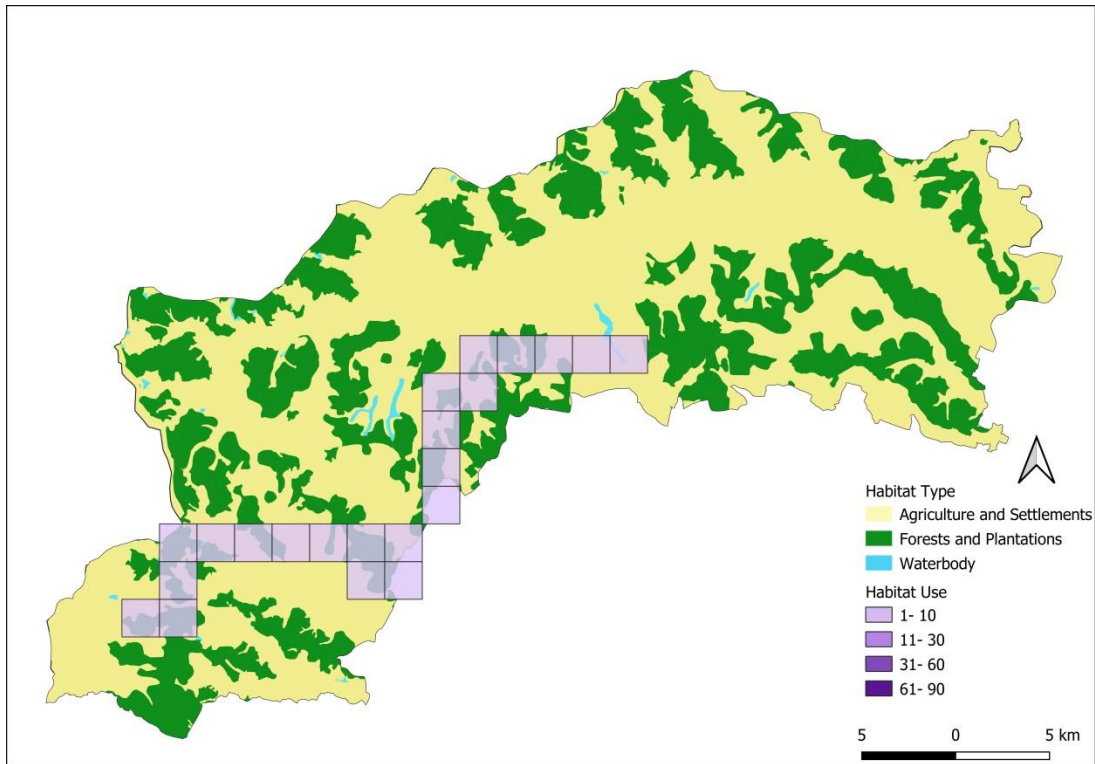 Habitat Type
Agriculture and Settlements
Forests and Plantations
Waterbody
Habitat Use
1- 10
11- 30
31- 60
61- 90
5 0 5 km